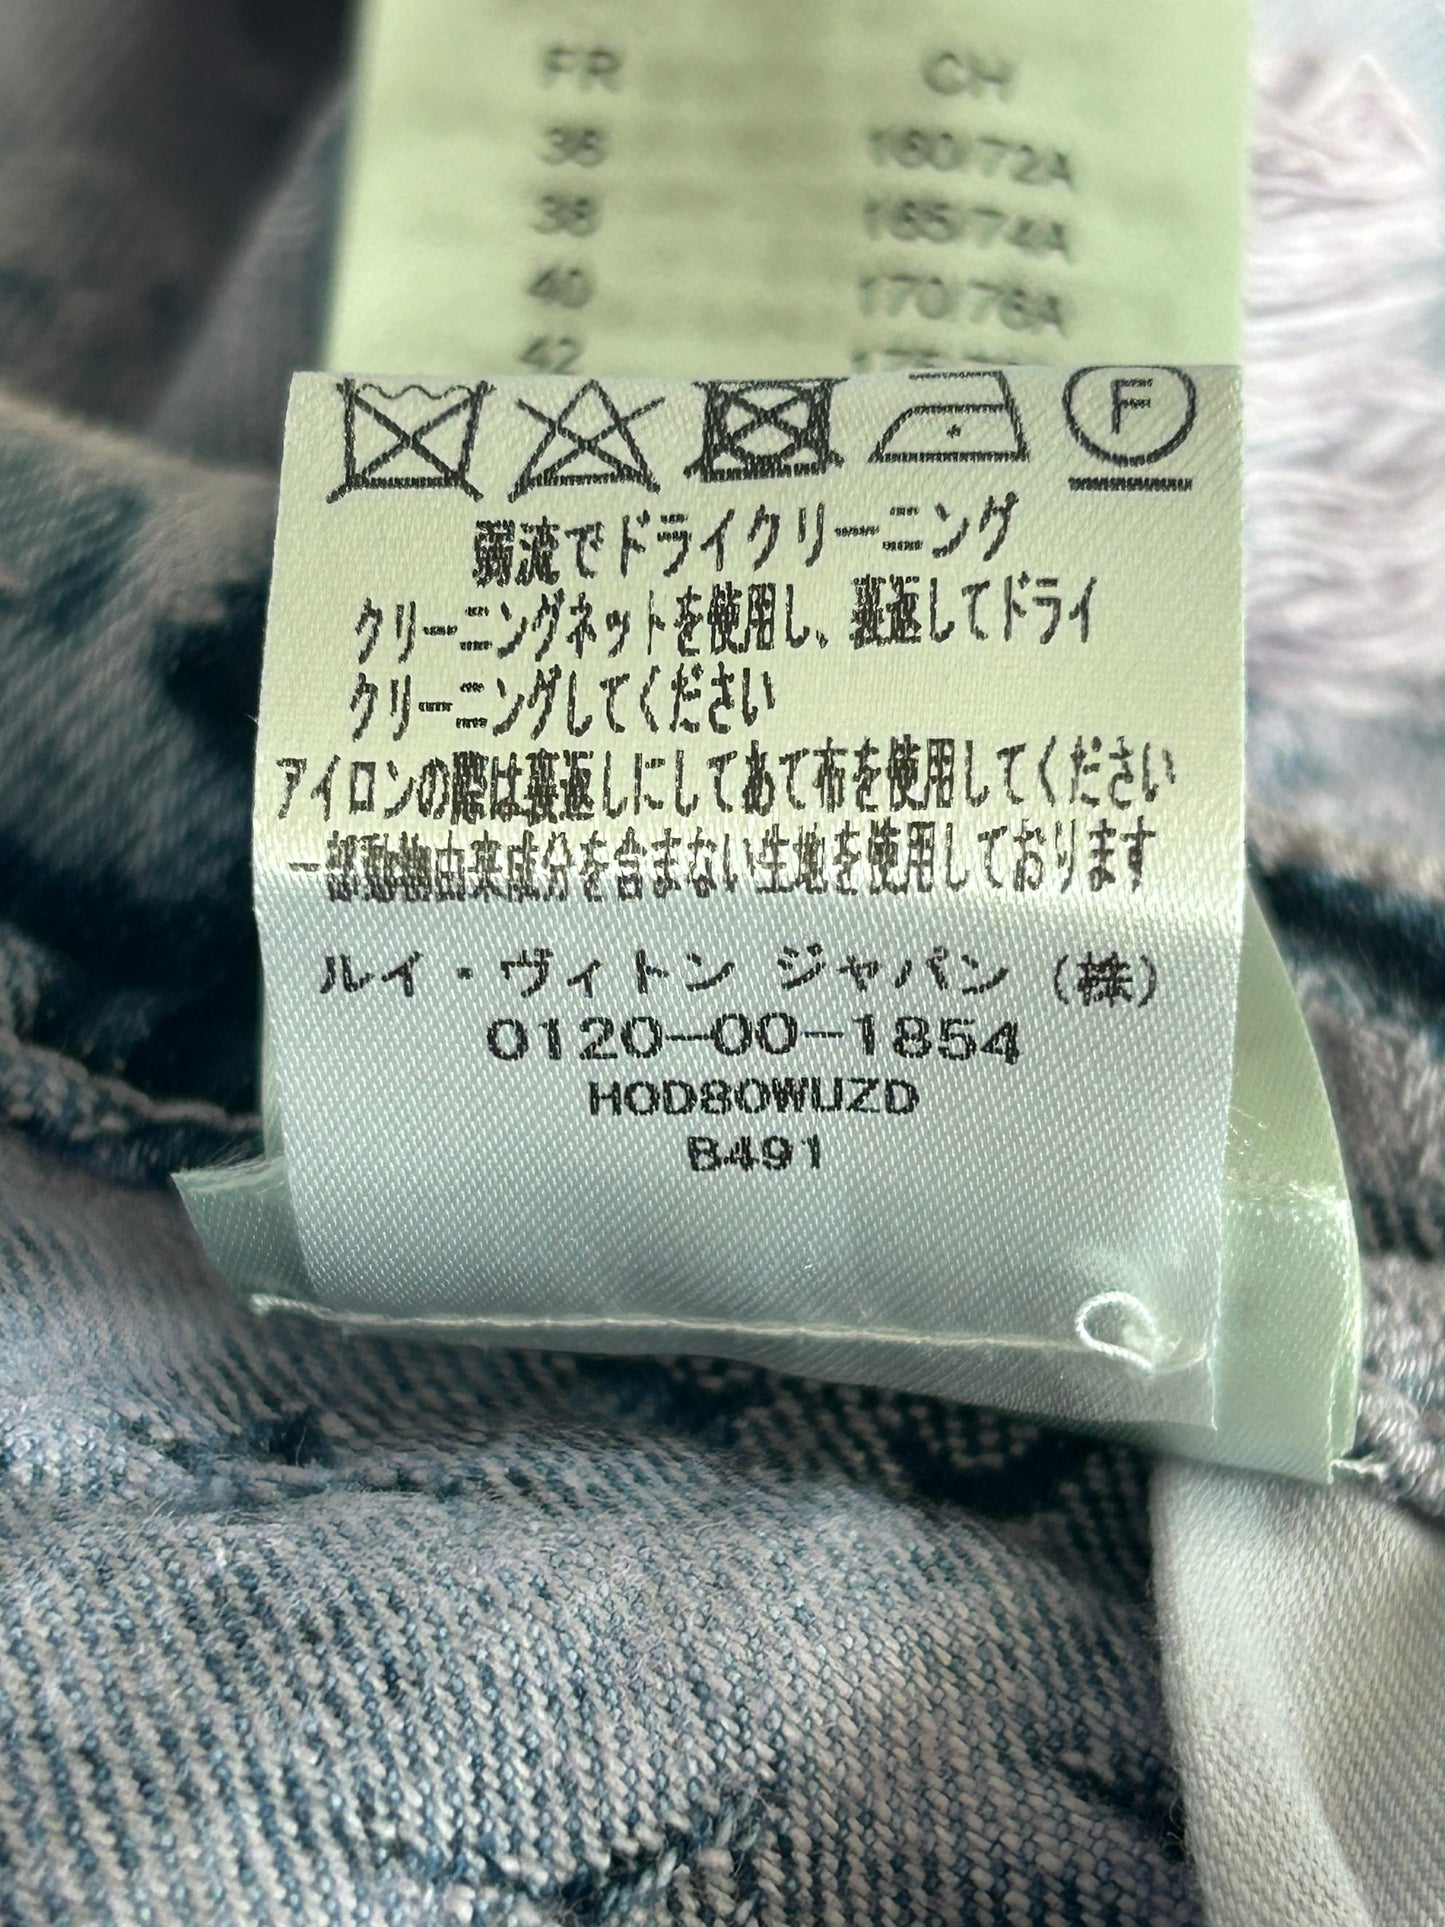 FR CH
36 160/72A
38 165/74A
40 170/76A
42
F
弱流でドライクリーニング
クリーニングネットを使用し、裏返してドライ
クリーニングしてください
アイロンの際は裏返しにしてあて布を使用してください
一部動物由来成分を含まない生地を使用しております
ルイ・ヴィトン ジャパン (株)
0120-00-1854
HOD80WUZD
B491